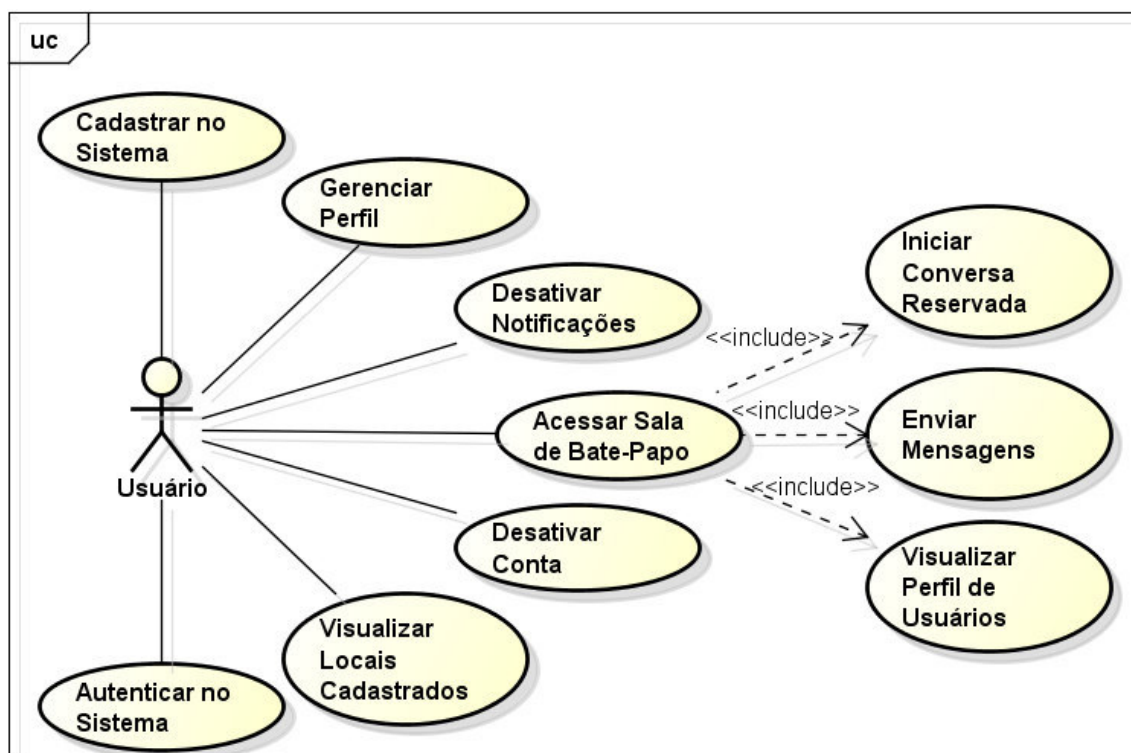 uc
Cadastrar no
Sistema
Gerenciar
Perfil
Desativar
Notificações
Acessar Sala
de Bate-Papo
Desativar
Conta
Visualizar
Locais
Cadastrados
Autenticar no
Sistema
Usuário
<<include>>
<<include>>
<<include>>
Iniciar
Conversa
Reservada
Enviar
Mensagens
Visualizar
Perfil de
Usuários